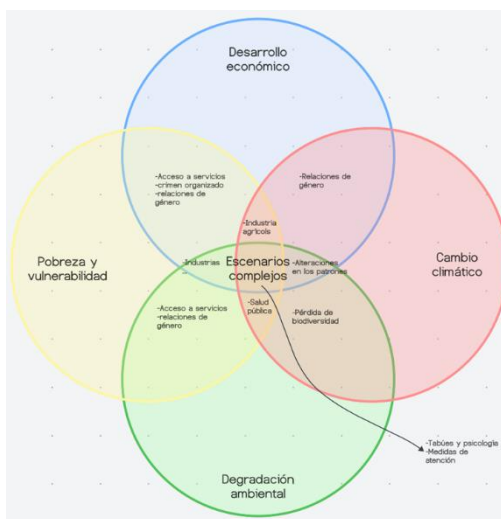 Desarrollo
económico
-Acceso a servicios
-crimen organizado
-relaciones de
género
-Relaciones de
género
-Industria
agrícols
Pobreza y
vulnerabilidad
-Industrias
Escenarios
complejos
-Alteraciones
en los patrones
Cambio
climático
-Acceso a servicios
-relaciones de
género
-Salud
pública
-Pérdida de
biodiversidad
-Tabúes y psicología
-Medidas de
atención
Degradación
ambiental